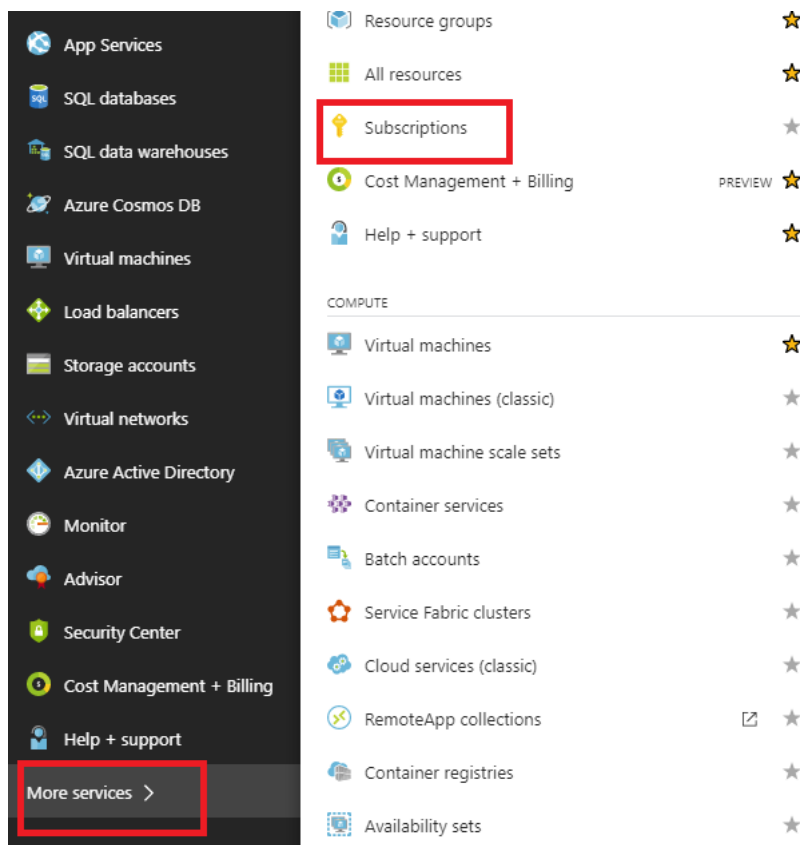 App Services
SQL databases
SQL data warehouses
Azure Cosmos DB
Virtual machines
Load balancers
Storage accounts
Virtual networks
Azure Active Directory
Monitor
Advisor
Security Center
Cost Management + Billing
Help + support
More services
Resource groups
All resources
Subscriptions
Cost Management + Billing PREVIEW
Help + support
COMPUTE
Virtual machines
Virtual machines (classic)
Virtual machine scale sets
Container services
Batch accounts
Service Fabric clusters
Cloud services (classic)
RemoteApp collections
Container registries
Availability sets